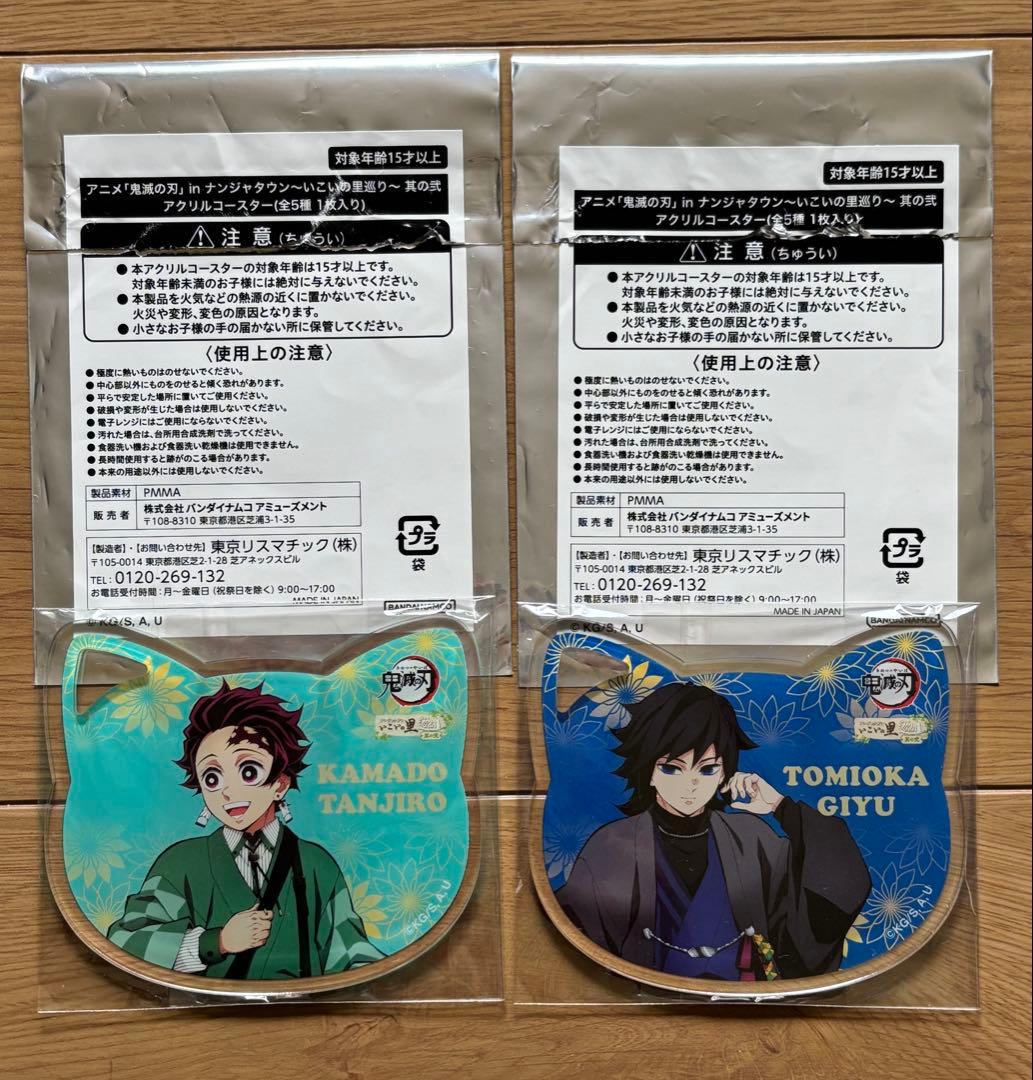 対象年齢15才以上
アニメ「鬼滅の刃」in ナンジャタウン〜いこいの里巡り〜 其の弐
アクリルコースター(全5種 1枚入り)
注意(ちゅうい)
● 本アクリルコースターの対象年齢は15才以上です。
対象年齢未満のお子様には絶対に与えないでください。
● 本製品を火気などの熱源の近くに置かないでください。
火災や変形、変色の原因となります。
● 小さなお子様の手の届かない所に保管してください。
〈使用上の注意〉
● 極度に熱いものはのせないでください。
● 中心部以外にものをのせると傾く恐れがあります。
● 平らで安定した場所に置いてご使用ください。
● 破損や変形が生じた場合は使用しないでください。
● 電子レンジにはご使用にならないでください。
● 汚れた場合は、台所用合成洗剤で洗ってください。
● 食器洗い機および食器洗い乾燥機は使用できません。
● 長時間使用すると跡がのこる場合があります。
● 本来の用途以外には使用しないでください。
製品素材 PMMA
販売者 株式会社 バンダイナムコ アミューズメント
〒108-8310 東京都港区芝浦3-1-35
【製造者】・【お問い合わせ先】東京リスマチック(株)
〒105-0014 東京都港区芝2-1-28 芝アネックスビル
TEL:0120-269-132
お電話受付時間:月〜金曜日(祝祭日を除く)9:00〜17:00
MADE IN JAPAN
プラ
袋
©KG/S, A, U
BANDAI NAMCO
鬼滅の刃
いこいの里
KAMADO
TANJIRO
©KG/S, A, U
対象年齢15才以上
アニメ「鬼滅の刃」in ナンジャタウン〜いこいの里巡り〜 其の弐
アクリルコースター(全5種 1枚入り)
注意(ちゅうい)
● 本アクリルコースターの対象年齢は15才以上です。
対象年齢未満のお子様には絶対に与えないでください。
● 本製品を火気などの熱源の近くに置かないでください。
火災や変形、変色の原因となります。
● 小さなお子様の手の届かない所に保管してください。
〈使用上の注意〉
● 極度に熱いものはのせないでください。
● 中心部以外にものをのせると傾く恐れがあります。
● 平らで安定した場所に置いてご使用ください。
● 破損や変形が生じた場合は使用しないでください。
● 電子レンジにはご使用にならないでください。
● 汚れた場合は、台所用合成洗剤で洗ってください。
● 食器洗い機および食器洗い乾燥機は使用できません。
● 長時間使用すると跡がのこる場合があります。
● 本来の用途以外には使用しないでください。
製品素材 PMMA
販売者 株式会社 バンダイナムコ アミューズメント
〒108-8310 東京都港区芝浦3-1-35
【製造者】・【お問い合わせ先】東京リスマチック(株)
〒105-0014 東京都港区芝2-1-28 芝アネックスビル
TEL:0120-269-132
お電話受付時間:月〜金曜日(祝祭日を除く)9:00〜17:00
MADE IN JAPAN
プラ
袋
©KG/S, A, U
BANDAI NAMCO
鬼滅の刃
いこいの里
TOMIOKA
GIYU
©KG/S, A, U